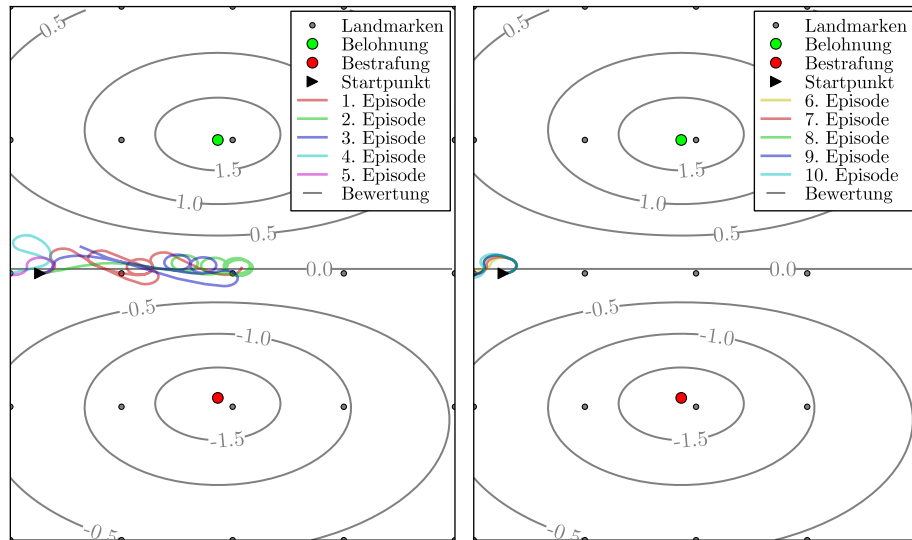 Landmarken
Belohnung
Bestrafung
Startpunkt
1. Episode
2. Episode
3. Episode
4. Episode
5. Episode
Bewertung
0.5
1.5
1.0
0.5
0.0
-0.5
-1.0
-1.5
-0.5
Landmarken
Belohnung
Bestrafung
Startpunkt
6. Episode
7. Episode
8. Episode
9. Episode
10. Episode
Bewertung
0.5
1.5
1.0
0.5
0.0
-0.5
-1.0
-1.5
-0.5